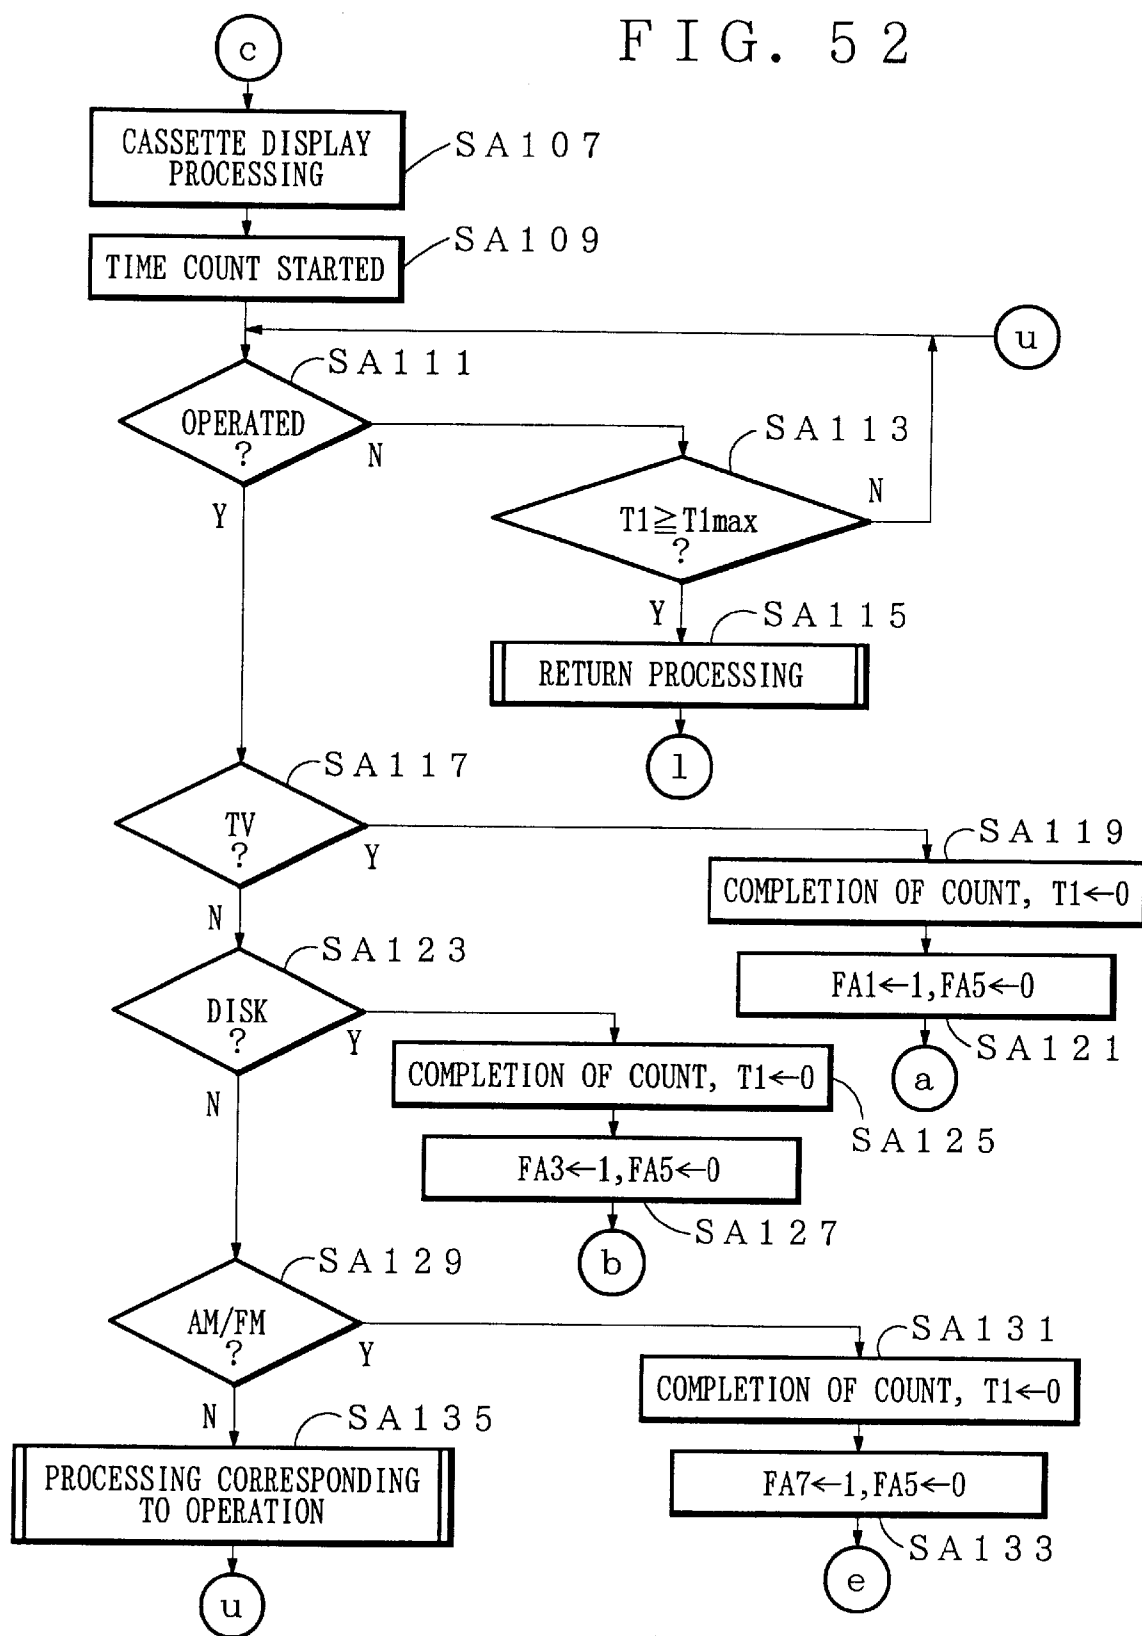 FIG. 52
c
CASSETTE DISPLAY
PROCESSING
SA107
TIME COUNT STARTED
SA109
u
SA111
OPERATED
?
N
Y
SA113
T1≧T1max
?
N
Y
SA115
RETURN PROCESSING
l
SA117
TV
?
Y
N
SA119
COMPLETION OF COUNT, T1←0
FA1←1,FA5←0
SA121
a
SA123
DISK
?
Y
N
COMPLETION OF COUNT, T1←0
SA125
FA3←1,FA5←0
SA127
b
SA129
AM/FM
?
Y
N
SA131
COMPLETION OF COUNT, T1←0
FA7←1,FA5←0
SA133
e
SA135
PROCESSING CORRESPONDING
TO OPERATION
u